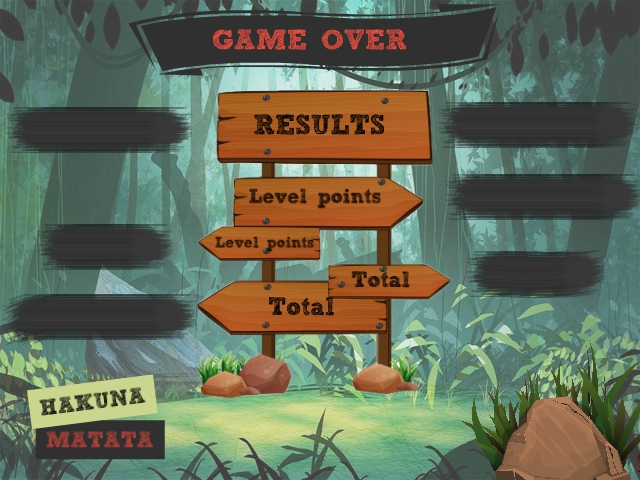 GAME OVER
RESULTS
Level points
Level points
Total
Total
HAKUNA
MATATA